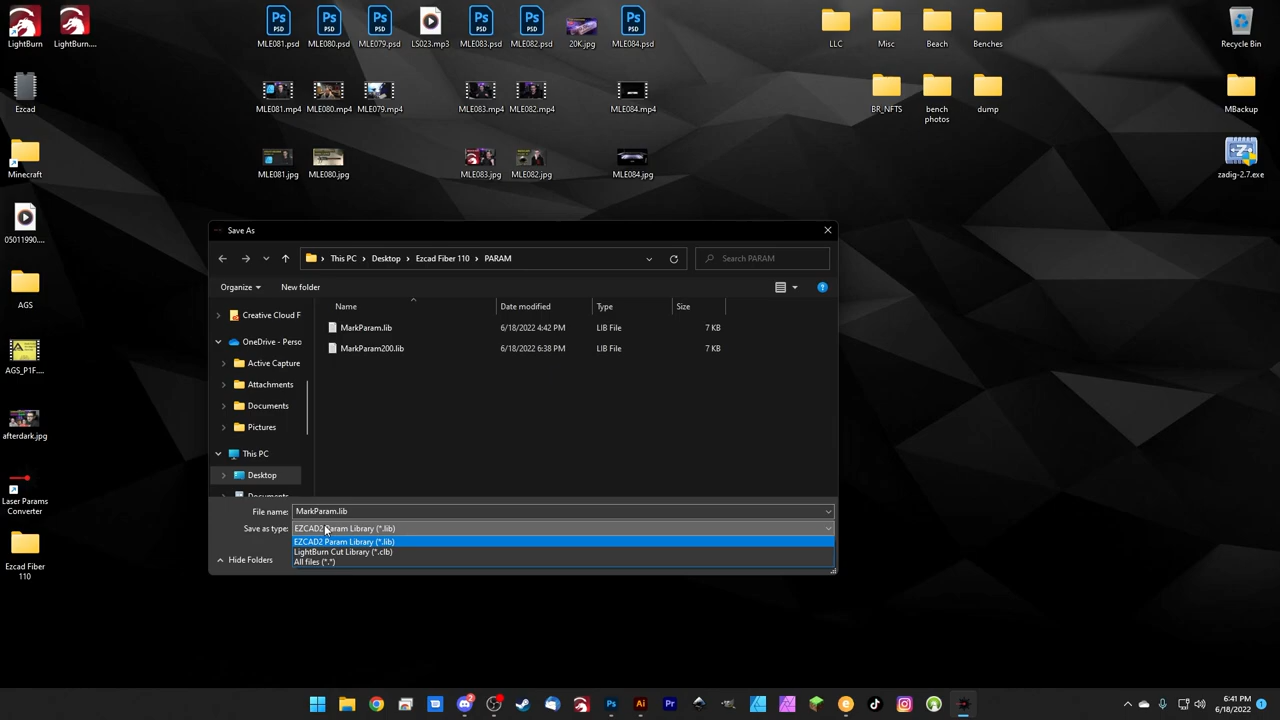 LightBurn
LightBurn....
MLE081.psd
MLE080.psd
MLE079.psd
LS023.mp3
MLE083.psd
MLE082.psd
20K.jpg
MLE084.psd
LLC
Misc
Beach
Benches
Recycle Bin
Ezcad
MLE081.mp4
MLE080.mp4
MLE079.mp4
MLE083.mp4
MLE082.mp4
MLE084.mp4
BR_NFTS
bench
photos
dump
MBackup
Minecraft
MLE081.jpg
MLE080.jpg
MLE083.jpg
MLE082.jpg
MLE084.jpg
zadig-2.7.exe
05011990....
AGS
AGS_P1F....
afterdark.jpg
Laser Params
Converter
Ezcad Fiber
110
Save As
This PC > Desktop > Ezcad Fiber 110 > PARAM
Search PARAM
Organize
New folder
Name
Date modified
Type
Size
MarkParam.lib
6/18/2022 4:42 PM
LIB File
7 KB
MarkParam200.lib
6/18/2022 6:38 PM
LIB File
7 KB
Creative Cloud F
OneDrive - Perso
Active Capture
Attachments
Documents
Pictures
This PC
Desktop
Documents
File name:
MarkParam.lib
Save as type:
EZCAD2 Param Library (*.lib)
EZCAD2 Param Library (*.lib)
LightBurn Cut Library (*.clb)
All files (*.*)
Hide Folders
Ps
Ai
Pr
6:41 PM
6/18/2022